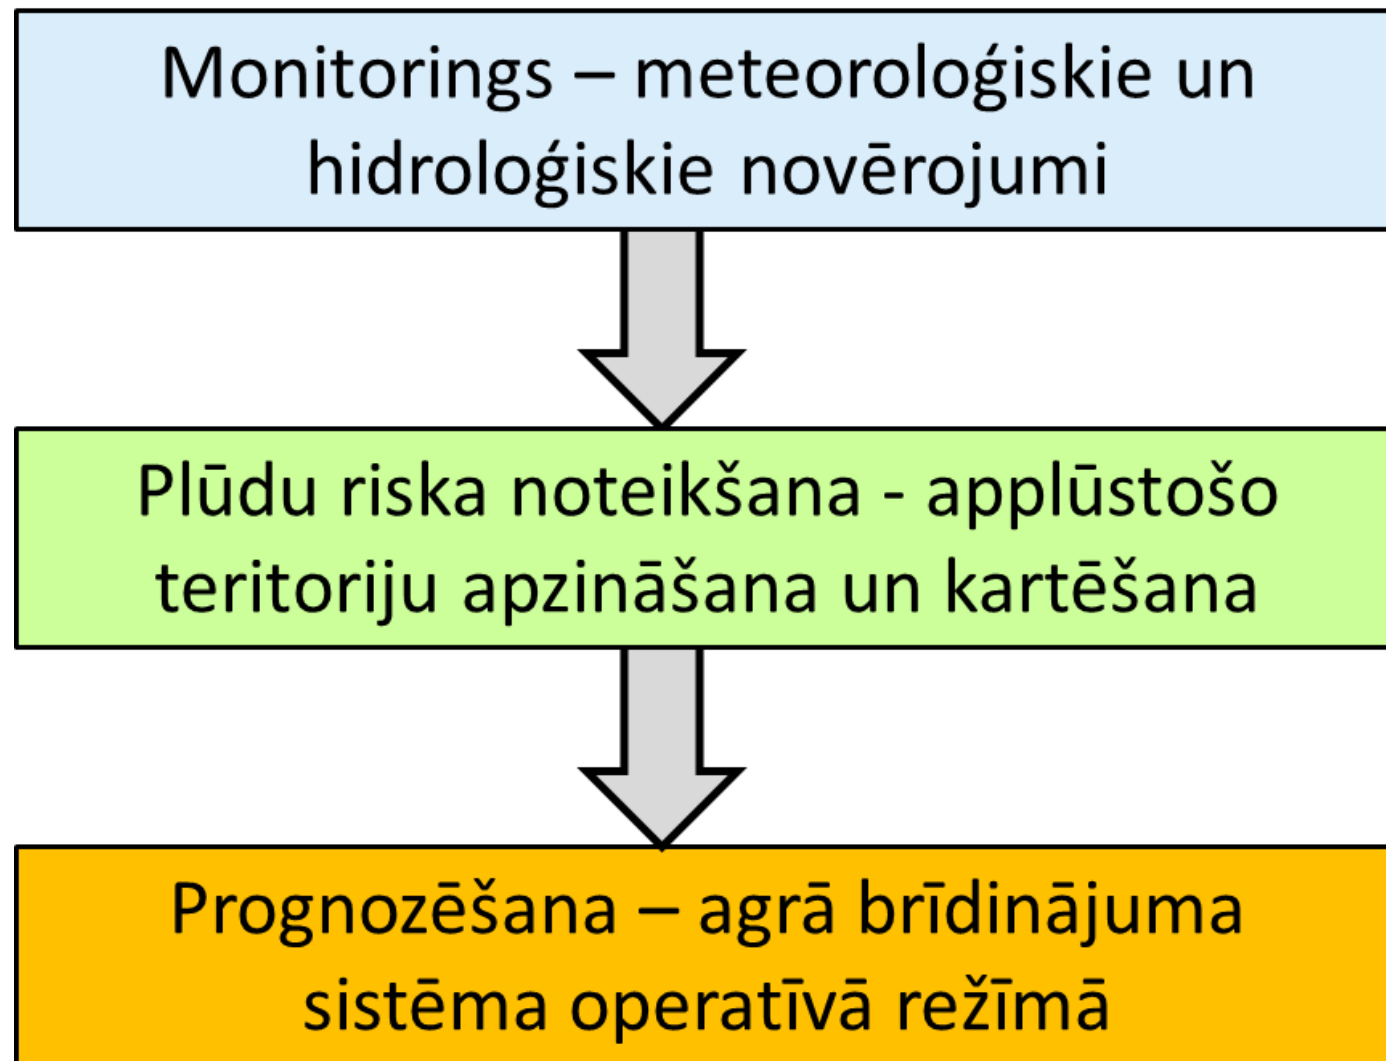 Monitorings – meteoroloģiskie un
hidroloģiskie novērojumi
Plūdu riska noteikšana - applūstošo
teritoriju apzināšana un kartēšana
Prognozēšana – agrā brīdinājuma
sistēma operatīvā režīmā